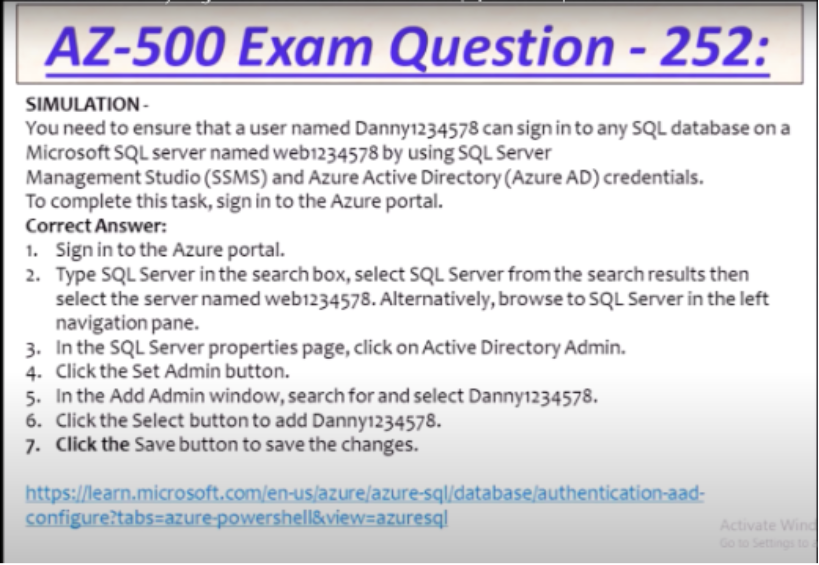 AZ-500 Exam Question - 252:
SIMULATION -
You need to ensure that a user named Danny1234578 can sign in to any SQL database on a
Microsoft SQL server named web1234578 by using SQL Server
Management Studio (SSMS) and Azure Active Directory (Azure AD) credentials.
To complete this task, sign in to the Azure portal.
Correct Answer:
1. Sign in to the Azure portal.
2. Type SQL Server in the search box, select SQL Server from the search results then
select the server named web1234578. Alternatively, browse to SQL Server in the left
navigation pane.
3. In the SQL Server properties page, click on Active Directory Admin.
4. Click the Set Admin button.
5. In the Add Admin window, search for and select Danny1234578.
6. Click the Select button to add Danny1234578.
7. Click the Save button to save the changes.
https://learn.microsoft.com/en-us/azure/azure-sql/database/authentication-aad-
configure?tabs=azure-powershell&view=azuresql
Activate Wind
Go to Settings to